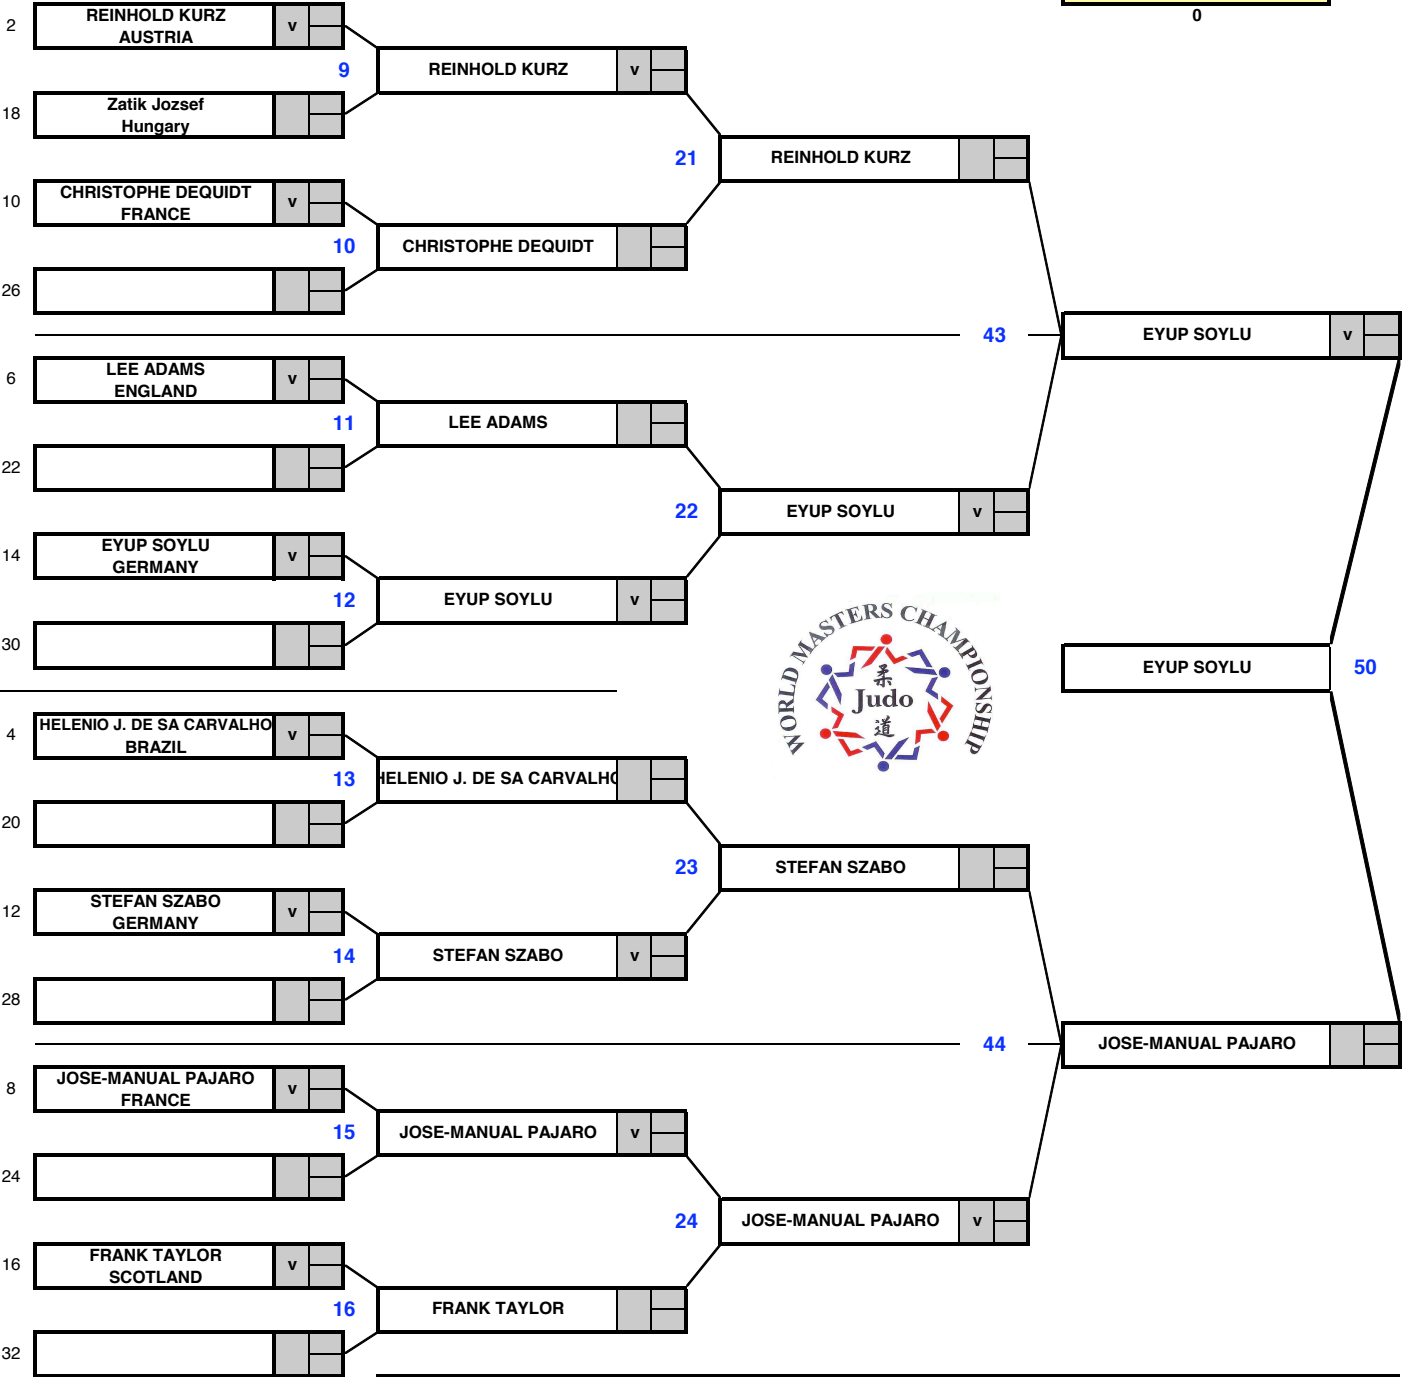 2
REINHOLD KURZ
AUSTRIA
v
0
9
REINHOLD KURZ
v
18
Zatik Jozsef
Hungary
21
REINHOLD KURZ
10
CHRISTOPHE DEQUIDT
FRANCE
v
10
CHRISTOPHE DEQUIDT
26
43
EYUP SOYLU
v
6
LEE ADAMS
ENGLAND
v
11
LEE ADAMS
22
22
EYUP SOYLU
v
14
EYUP SOYLU
GERMANY
v
12
EYUP SOYLU
v
30
WORLD MASTERS CHAMPIONSHIP
柔
Judo
道
EYUP SOYLU
50
4
HELENIO J. DE SA CARVALHO
BRAZIL
v
13
HELENIO J. DE SA CARVALHO
20
23
STEFAN SZABO
12
STEFAN SZABO
GERMANY
v
14
STEFAN SZABO
v
28
44
JOSE-MANUAL PAJARO
8
JOSE-MANUAL PAJARO
FRANCE
v
15
JOSE-MANUAL PAJARO
v
24
24
JOSE-MANUAL PAJARO
v
16
FRANK TAYLOR
SCOTLAND
v
16
FRANK TAYLOR
32